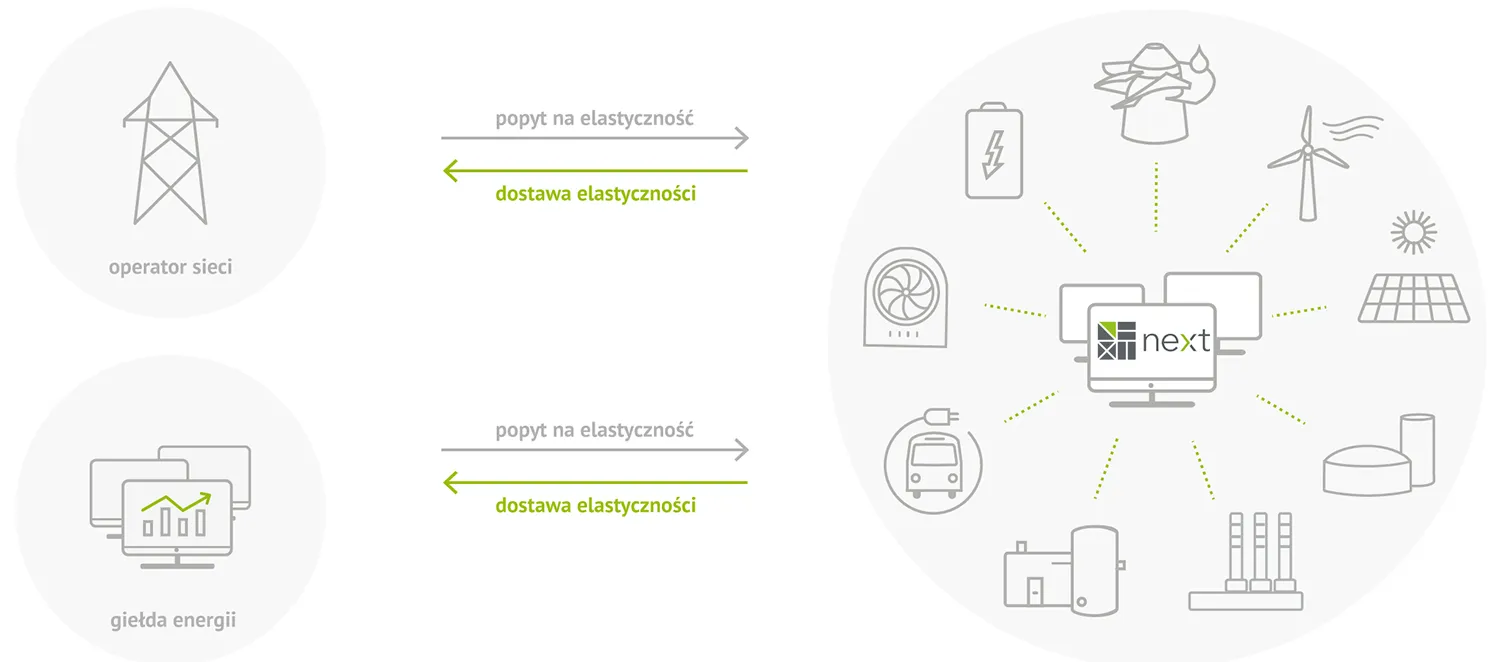 popyt na elastyczność
dostawa elastyczności
operator sieci
next
popyt na elastyczność
dostawa elastyczności
giełda energii